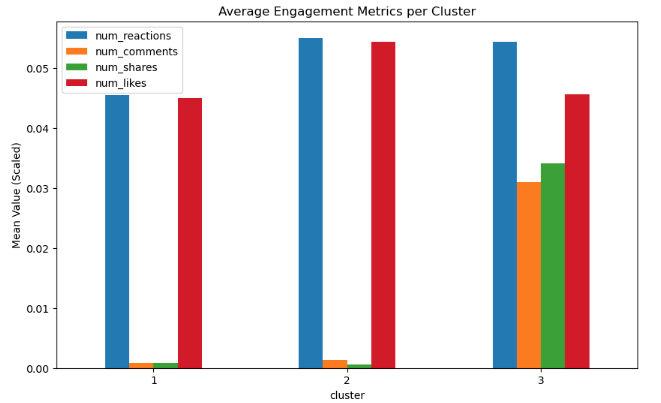 Average Engagement Metrics per Cluster
num_reactions
num_comments
num_shares
num_likes
0.05
0.04
0.03
0.02
0.01
0.00
Mean Value (Scaled)
1 2 3
cluster